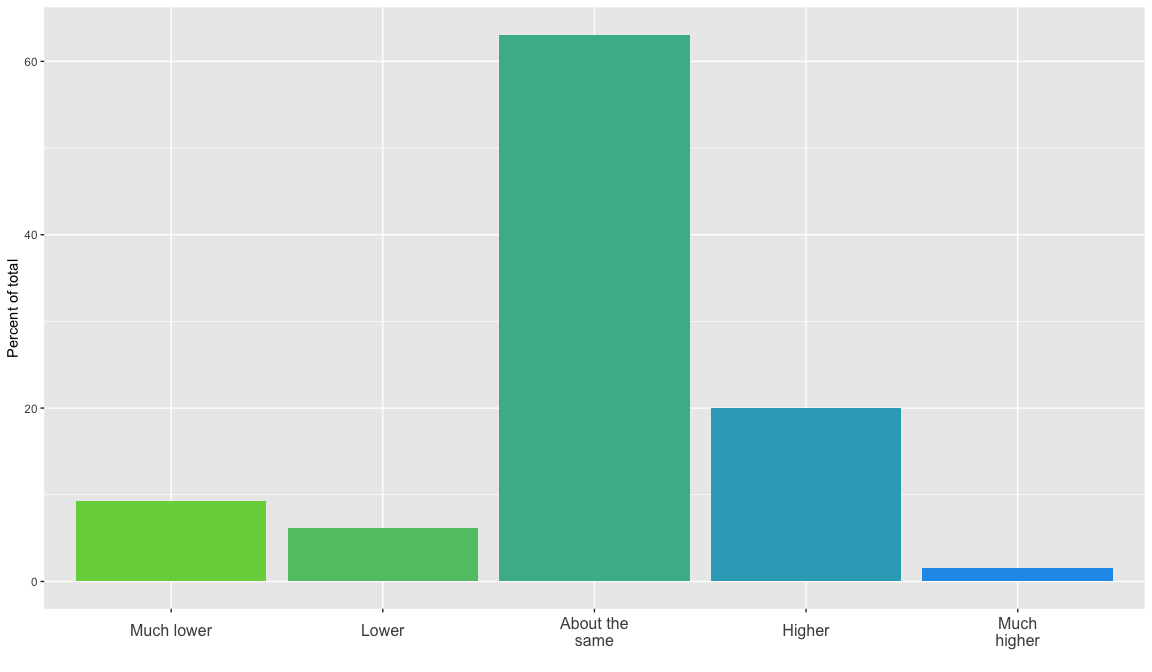 Percent of total
60
40
20
0
Much lower
Lower
About the
same
Higher
Much
higher